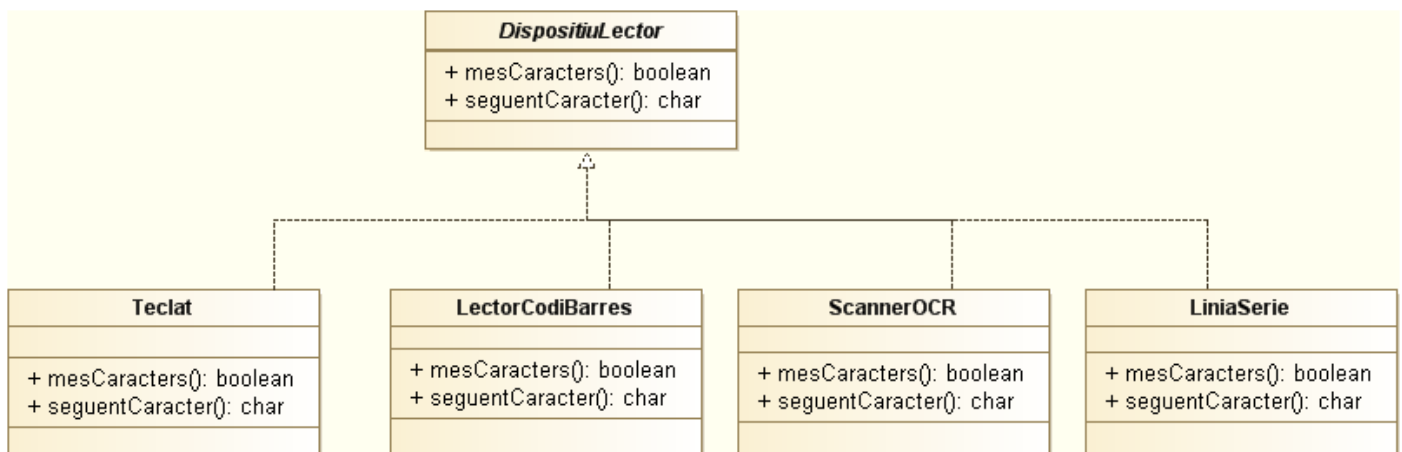 DispositiuLector
+ mesCaracters(): boolean
+ seguentCaracter(): char
Teclat
+ mesCaracters(): boolean
+ seguentCaracter(): char
LectorCodiBarres
+ mesCaracters(): boolean
+ seguentCaracter(): char
ScannerOCR
+ mesCaracters(): boolean
+ seguentCaracter(): char
LiniaSerie
+ mesCaracters(): boolean
+ seguentCaracter(): char